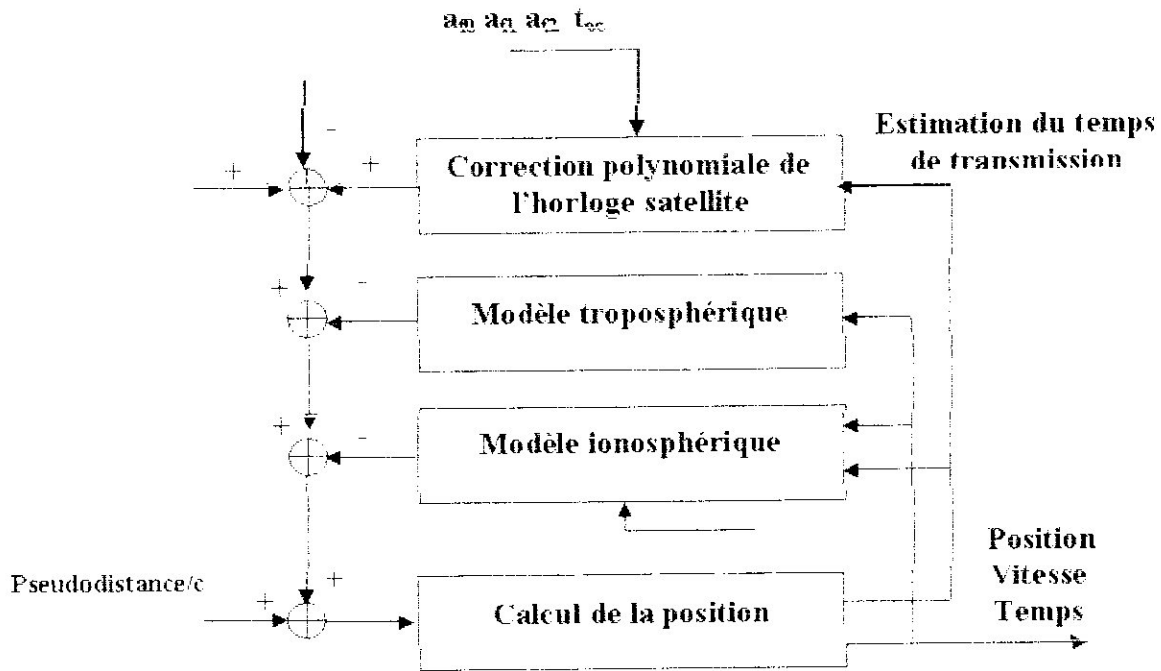 Estimation du temps
de transmission
Correction polynomiale de
l'horloge satellite
Modèle troposphérique
Modèle ionosphérique
Position
Vitesse
Temps
Pseudodistance/c
Calcul de la position